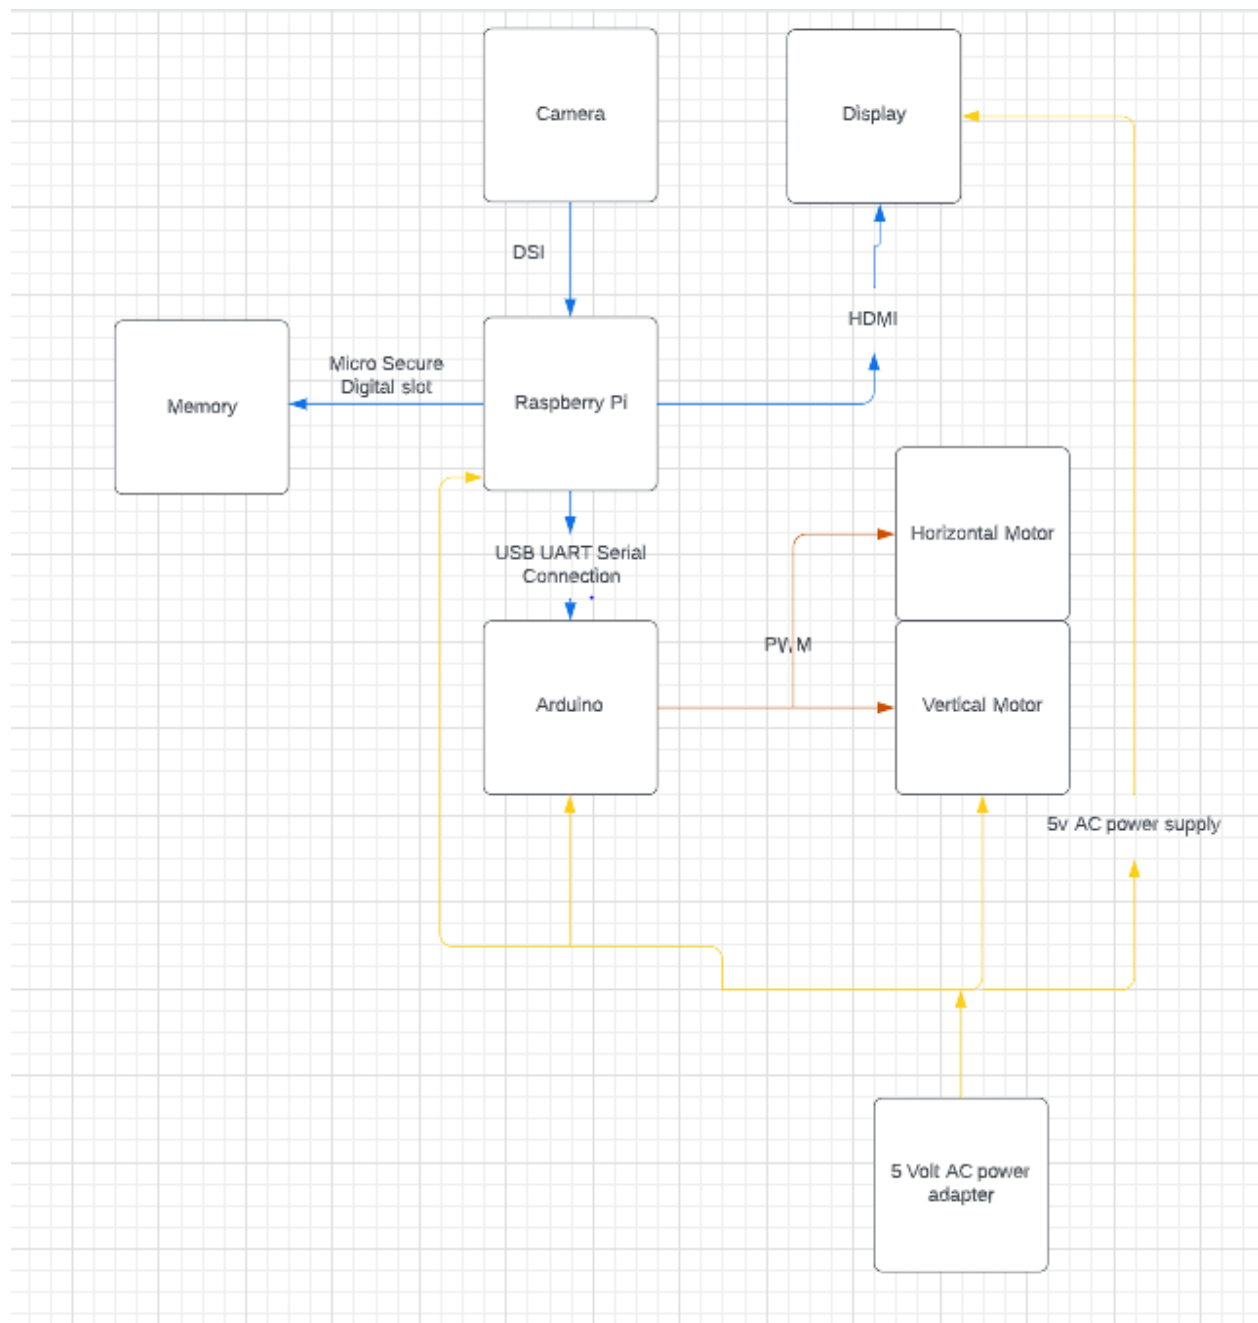 Camera
Display
DSI
HDMI
Micro Secure
Digital slot
Memory
Raspberry Pi
Horizontal Motor
USB UART Serial
Connection
PWM
Arduino
Vertical Motor
5v AC power supply
5 Volt AC power
adapter